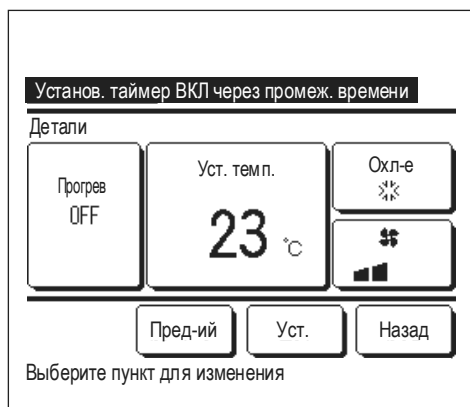 Установ. таймер ВКЛ через промеж. времени
Детали
Прогрев
OFF
Уст. темп.
23 °C
Охл-е
Пред-ий
Уст.
Назад
Выберите пункт для изменения